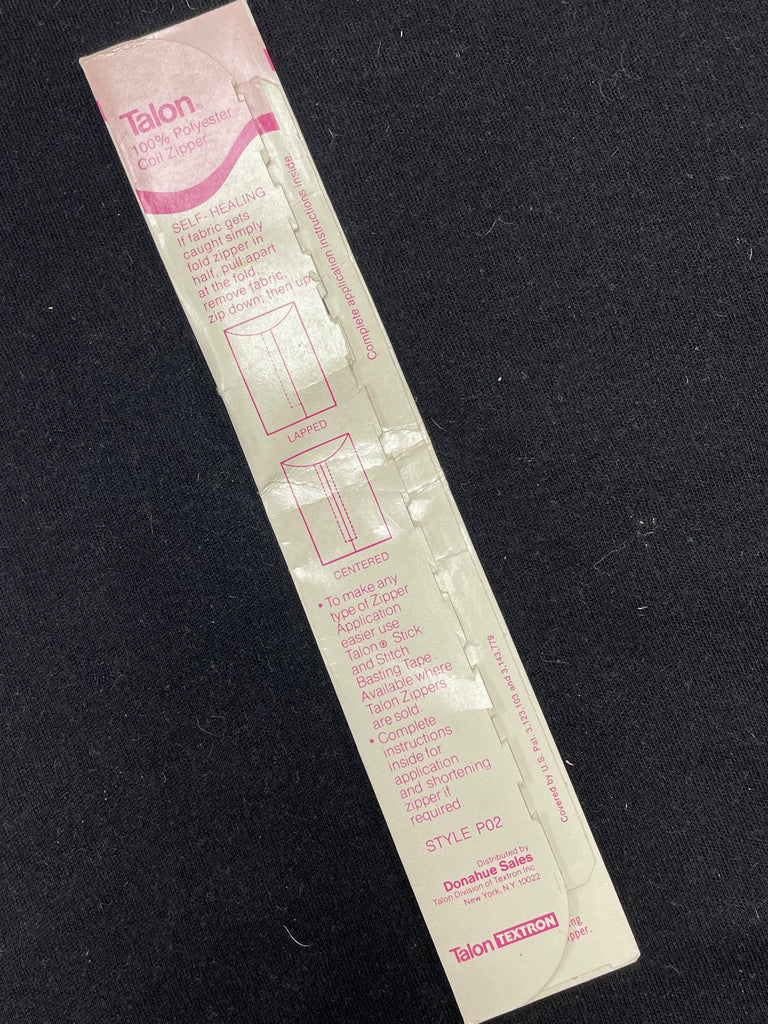 Talon®
100% Polyester
Coil Zipper
SELF-HEALING
If fabric gets
caught simply
fold zipper in
half, pull apart
at the fold,
remove fabric,
zip down, then up.
Complete application instructions inside
LAPPED
CENTERED
• To make any
type of Zipper
Application
easier use
Talon® Stick
and Stitch
Basting Tape.
Available where
Talon Zippers
are sold
• Complete
instructions
inside for
application
and shortening
zipper if
required
STYLE P02
Covered by U.S. Pat. 3,123,103 and 3,143,779
Distributed by
Donahue Sales
Talon Division of Textron Inc.
New York, N.Y. 10022
Talon TEXTRON
ng
pper.